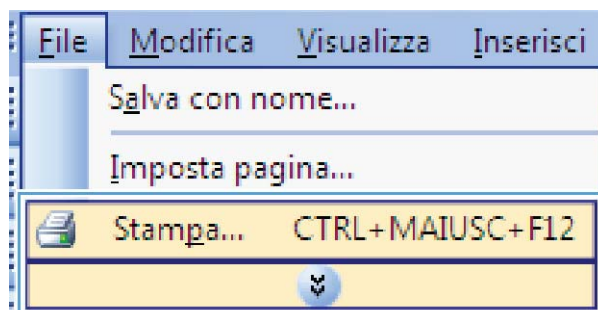 File Modifica Visualizza Inserisci
Salva con nome...
Imposta pagina...
Stampa... CTRL+MAIUSC+F12